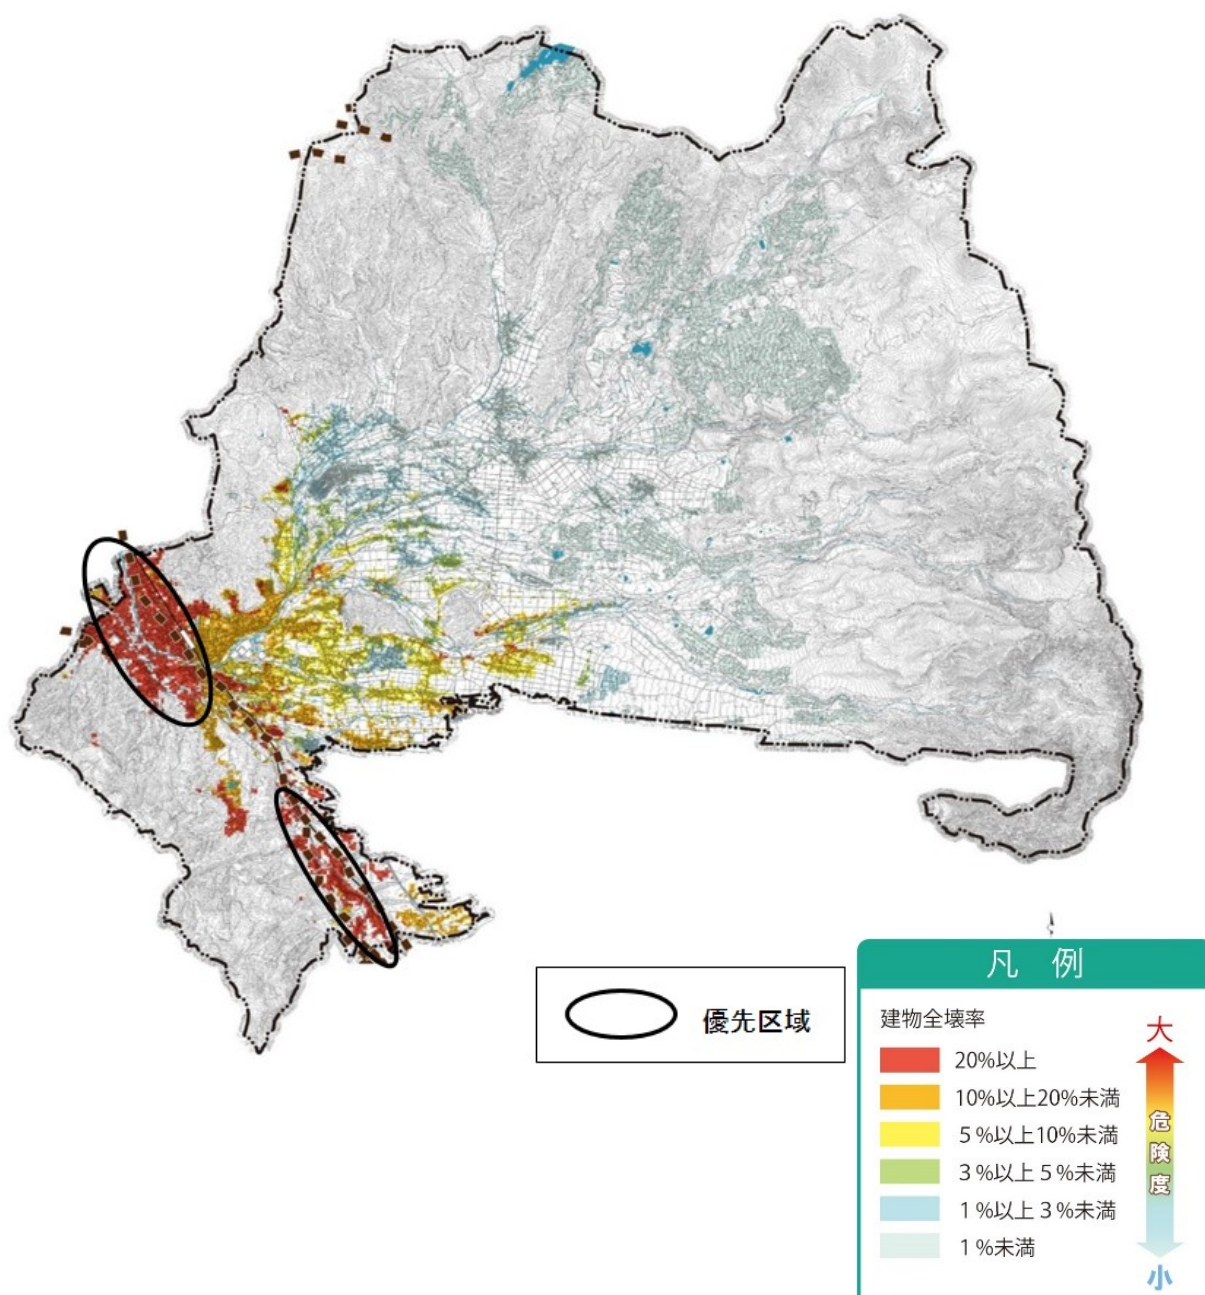 優先区域
凡 例
建物全壊率
大
20%以上
10%以上20%未満
5%以上10%未満
3%以上5%未満
1%以上3%未満
1%未満
危険度
小